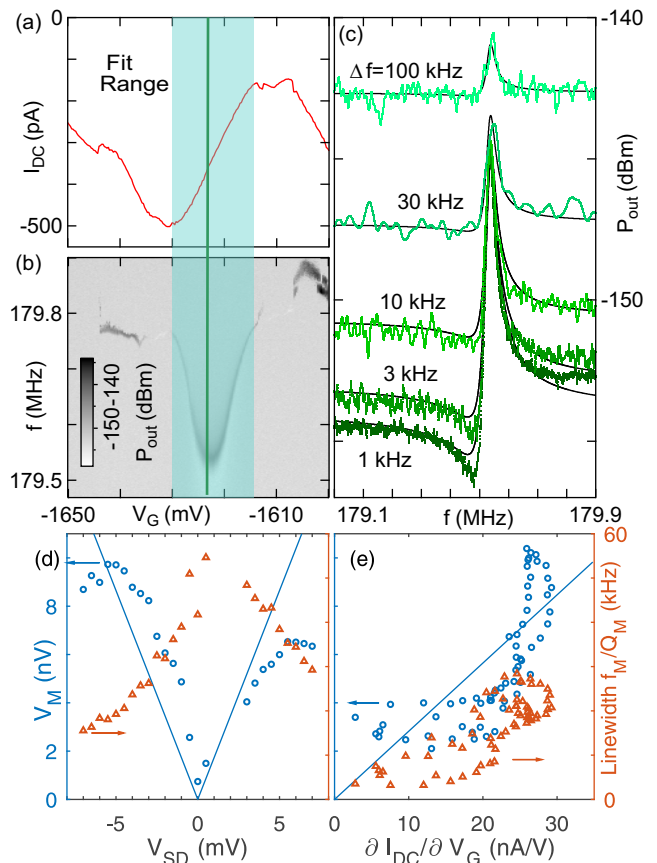 (a)
0
Fit
Range
I_DC (pA)
-500
(b)
179.8
f (MHz)
-150 -140
P_out (dBm)
179.5
-1650
V_G (mV)
-1610
(c)
-140
Δf=100 kHz
P_out (dBm)
30 kHz
-150
10 kHz
3 kHz
1 kHz
179.1
f (MHz)
179.9
(d)
V_M (nV)
8
4
2
0
-5
0
5
V_SD (mV)
(e)
60
Linewidth f_M/Q_M (kHz)
0
0
10
20
30
∂ I_DC/∂ V_G (nA/V)